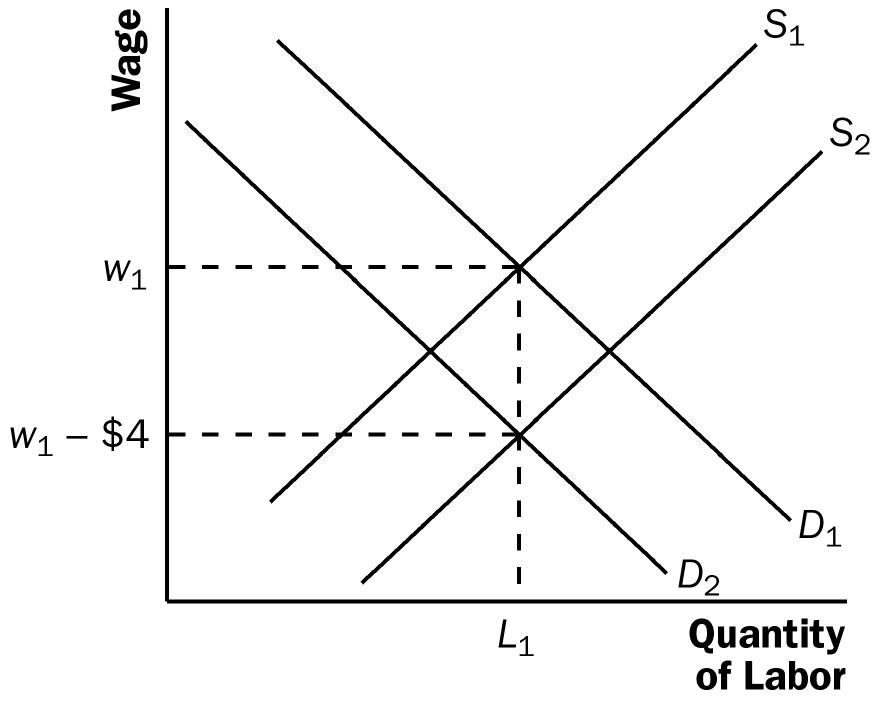 Wage
S1
S2
w1
w1 – $4
D1
D2
L1
Quantity
of Labor